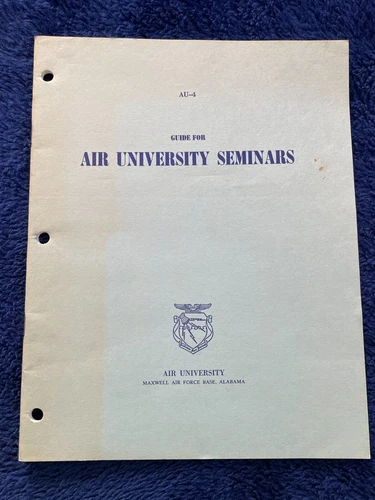 AU-4
GUIDE FOR
AIR UNIVERSITY SEMINARS
AIR UNIVERSITY
MAXWELL AIR FORCE BASE, ALABAMA